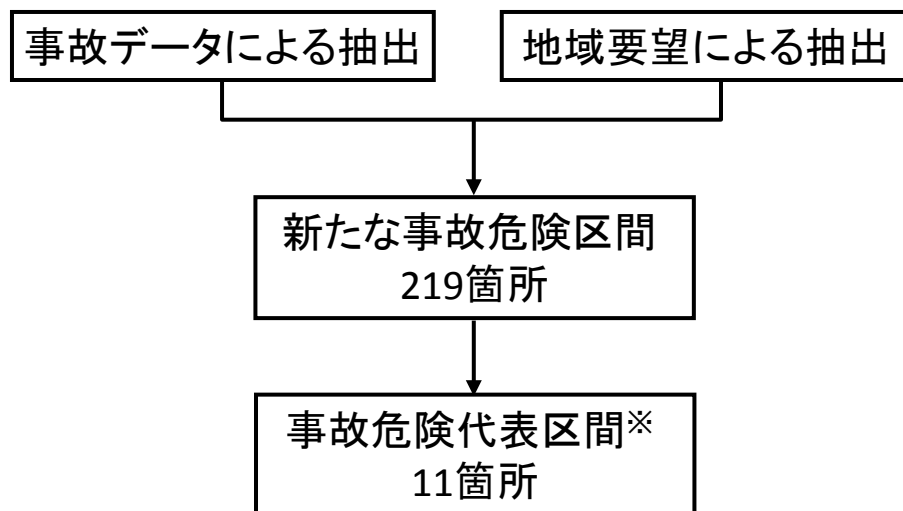 事故データによる抽出
地域要望による抽出
新たな事故危険区間
219箇所
事故危険代表区間※
11箇所